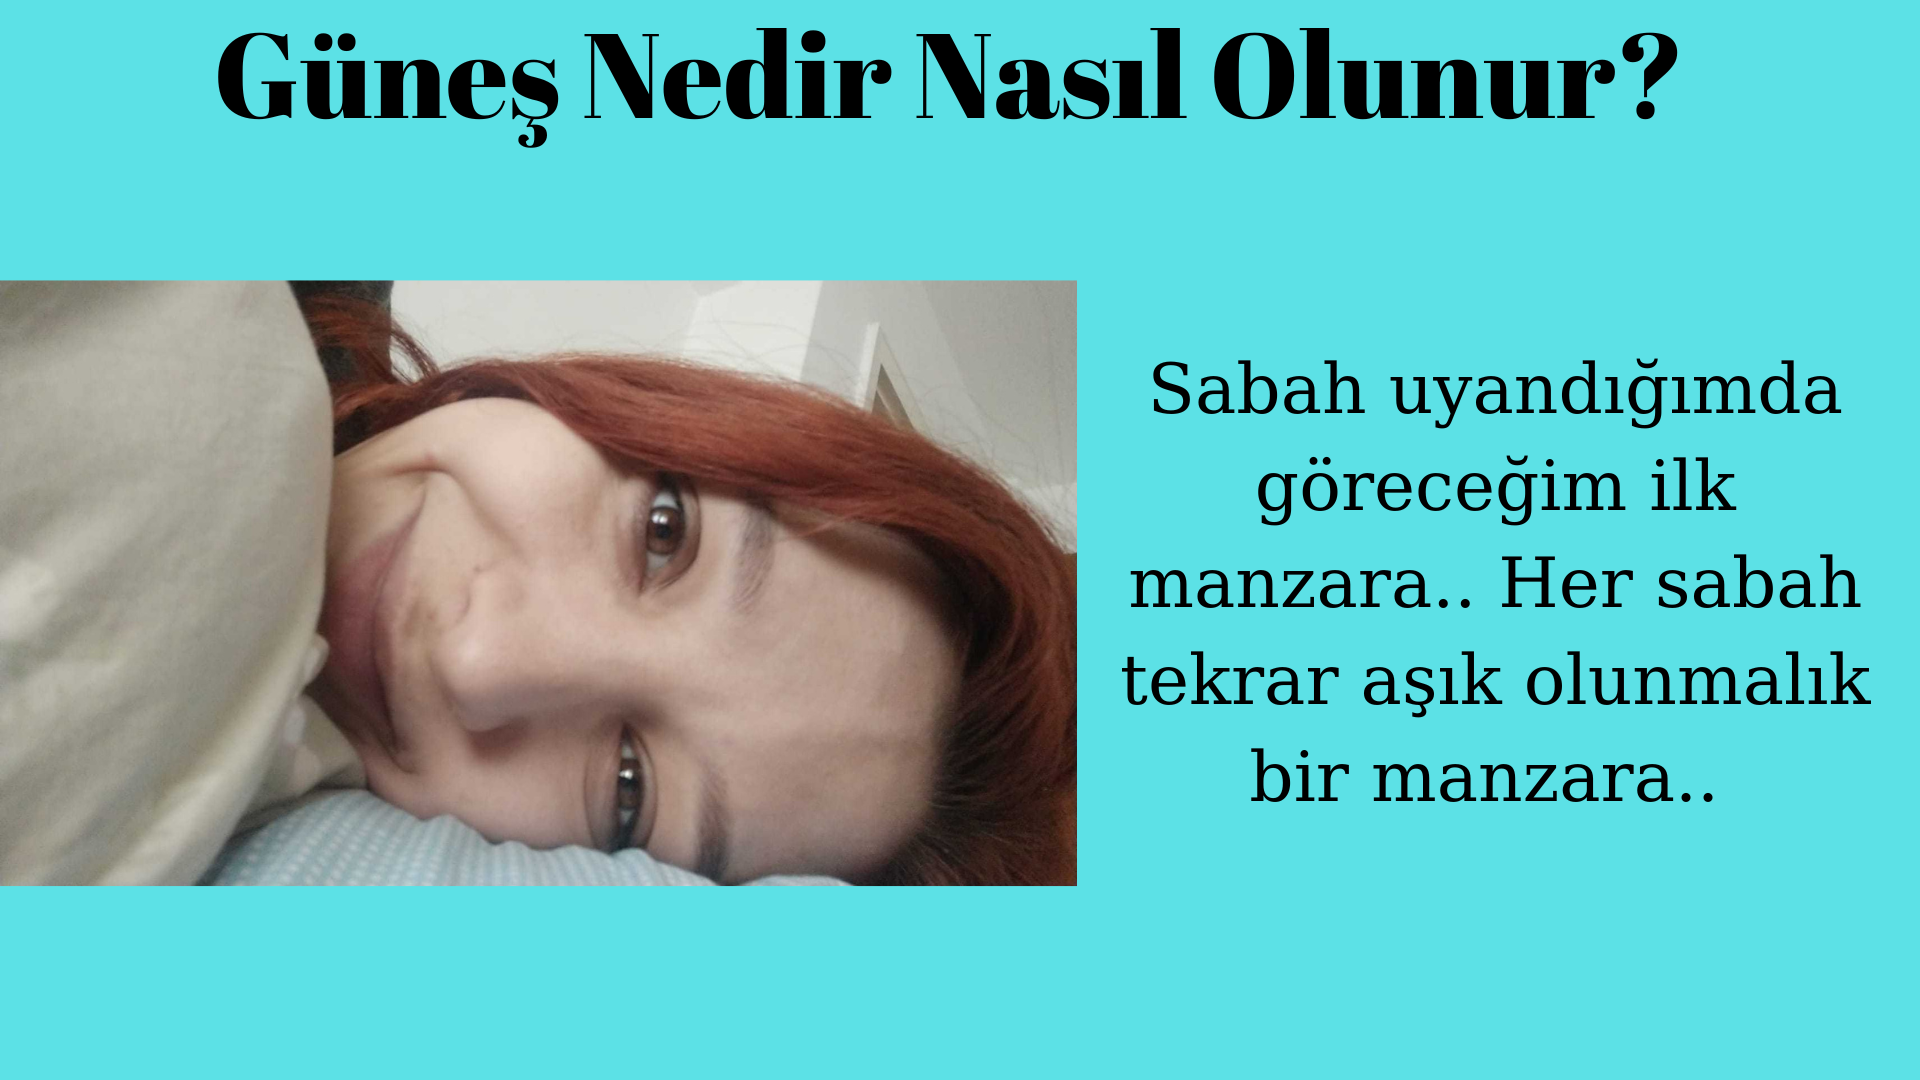 Güneş Nedir Nasıl Olunur?
Sabah uyandığımda
göreceğim ilk
manzara.. Her sabah
tekrar aşık olunmalık
bir manzara..